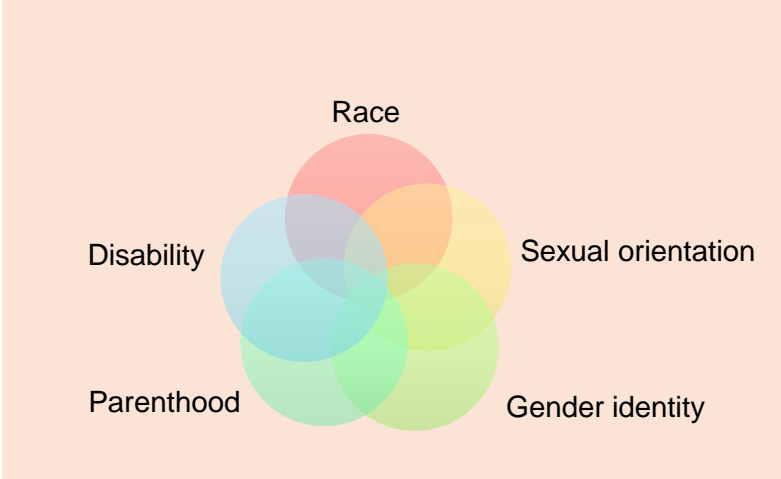 Race
Disability
Sexual orientation
Parenthood
Gender identity